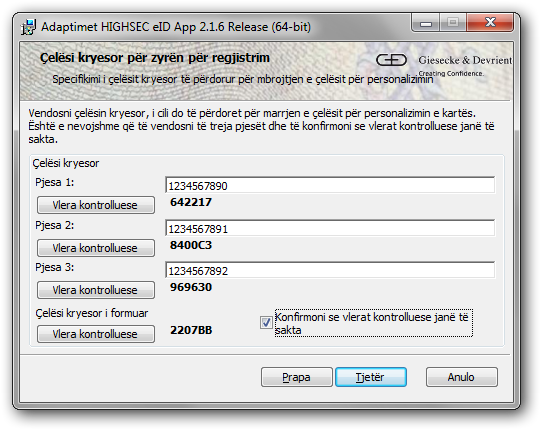 Adaptimet HIGHSEC eID App 2.1.6 Release (64-bit)
Çelësi kryesor për zyrën për regjistrim
Specifikimi i çelësit kryesor të përdorur për mbrojtjen e çelësit për personalizimin
Giesecke & Devrient
Creating Confidence.
Vendosni çelësin kryesor, i cili do të përdoret për marrjen e çelësit për personalizimin e kartës.
Është e nevojshme që të vendosni të treja pjesët dhe të konfirmoni se vlerat kontrolluese janë të
sakta.
Çelësi kryesor
Pjesa 1:
1234567890
Vlera kontrolluese
642217
Pjesa 2:
1234567891
Vlera kontrolluese
8400C3
Pjesa 3:
1234567892
Vlera kontrolluese
969630
Çelësi kryesor i formuar
Vlera kontrolluese
2207BB
Konfirmoni se vlerat kontrolluese janë të
sakta
Prapa
Tjetër
Anulo